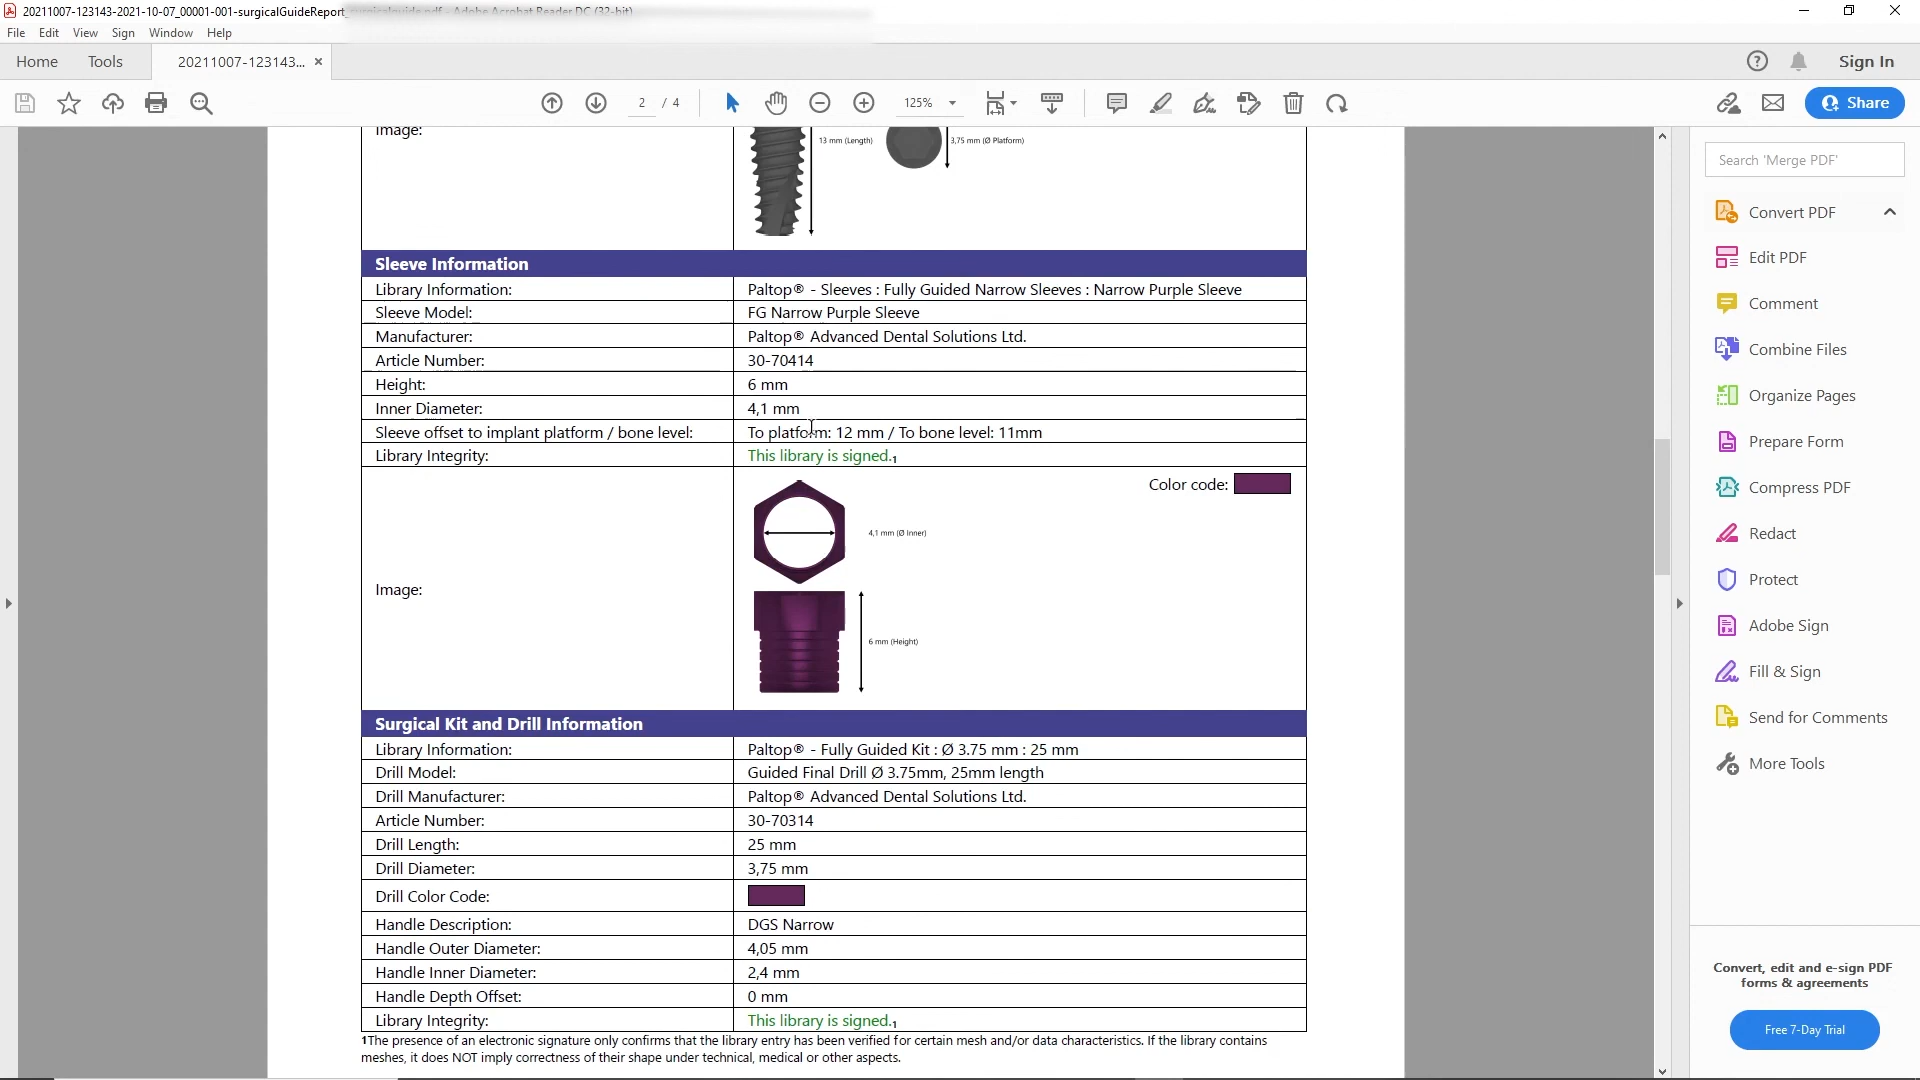 20211007-123143-2021-10-07_00001-001-surgicalGuideReport
File Edit View Sign Window Help
Home Tools 20211007-123143... Sign In
2 / 4 125% Share
Image: 13 mm (Length) 3,75 mm (Ø Platform)
Sleeve Information
Library Information: Paltop® - Sleeves : Fully Guided Narrow Sleeves : Narrow Purple Sleeve
Sleeve Model: FG Narrow Purple Sleeve
Manufacturer: Paltop® Advanced Dental Solutions Ltd.
Article Number: 30-70414
Height: 6 mm
Inner Diameter: 4,1 mm
Sleeve offset to implant platform / bone level: To platform: 12 mm / To bone level: 11mm
Library Integrity: This library is signed.1
Color code:
4,1 mm (Ø Inner)
Image:
6 mm (Height)
Surgical Kit and Drill Information
Library Information: Paltop® - Fully Guided Kit : Ø 3.75 mm : 25 mm
Drill Model: Guided Final Drill Ø 3.75mm, 25mm length
Drill Manufacturer: Paltop® Advanced Dental Solutions Ltd.
Article Number: 30-70314
Drill Length: 25 mm
Drill Diameter: 3,75 mm
Drill Color Code:
Handle Description: DGS Narrow
Handle Outer Diameter: 4,05 mm
Handle Inner Diameter: 2,4 mm
Handle Depth Offset: 0 mm
Library Integrity: This library is signed.1
1The presence of an electronic signature only confirms that the library entry has been verified for certain mesh and/or data characteristics. If the library contains
meshes, it does NOT imply correctness of their shape under technical, medical or other aspects.
Search 'Merge PDF'
Convert PDF
Edit PDF
Comment
Combine Files
Organize Pages
Prepare Form
Compress PDF
Redact
Protect
Adobe Sign
Fill & Sign
Send for Comments
More Tools
Convert, edit and e-sign PDF
forms & agreements
Free 7-Day Trial